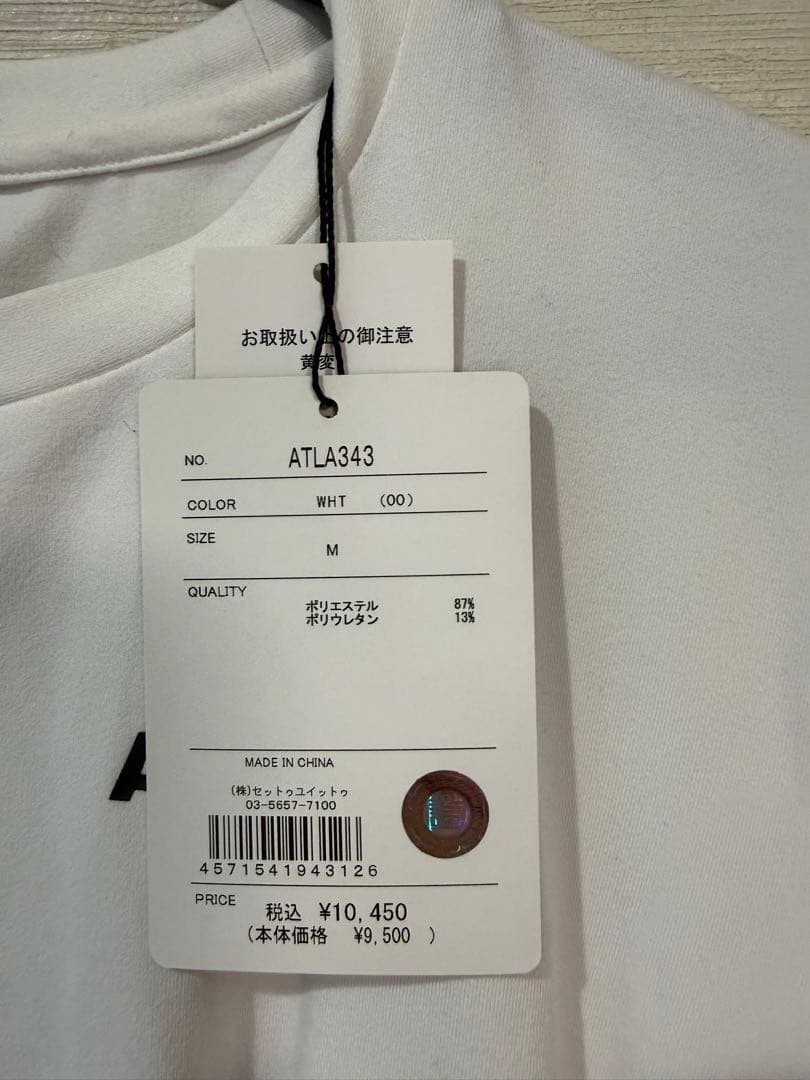 お取扱い上の御注意
黄変
NO. ATLA343
COLOR WHT (00)
SIZE M
QUALITY
ポリエステル 87%
ポリウレタン 13%
MADE IN CHINA
(株)セットゥユイットゥ
03-5657-7100
4571541943126
PRICE 税込 ¥10,450
(本体価格 ¥9,500 )
A